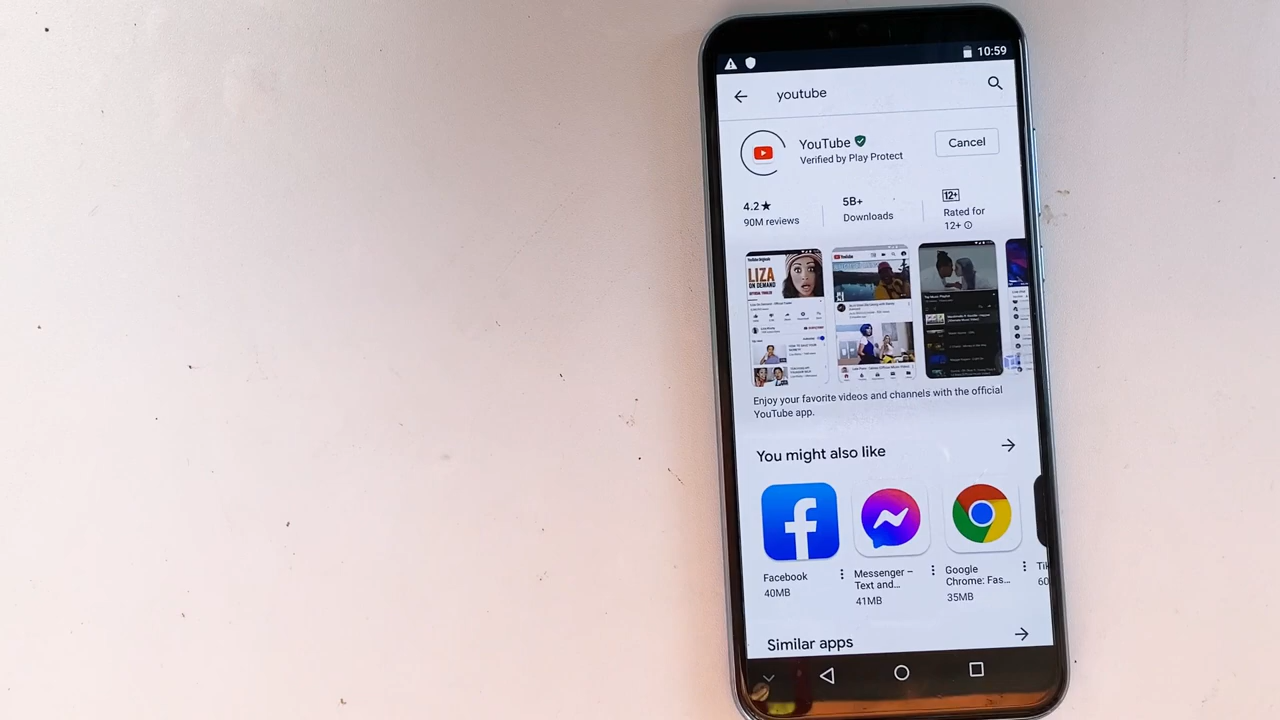 10:59
youtube
YouTube
Verified by Play Protect
Cancel
4.2★
90M reviews
5B+
Downloads
12+
Rated for
12+
LIZA
ON DEMAND
Enjoy your favorite videos and channels with the official
YouTube app.
You might also like
Facebook
40MB
Messenger –
Text and...
41MB
Google
Chrome: Fas...
35MB
Similar apps